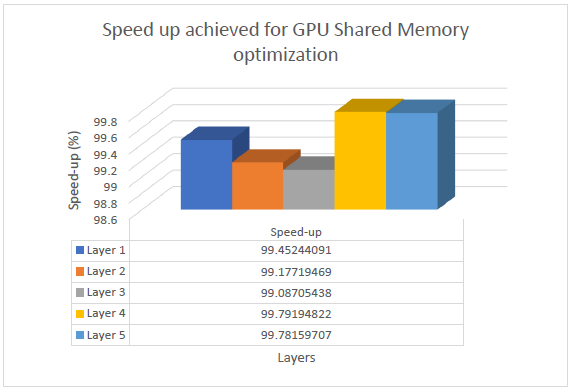 Speed up achieved for GPU Shared Memory
optimization
Speed-up (%)
99.8
99.6
99.4
99.2
99
98.8
98.6
Speed-up
Layer 1 99.45244091
Layer 2 99.17719469
Layer 3 99.08705438
Layer 4 99.79194822
Layer 5 99.78159707
Layers